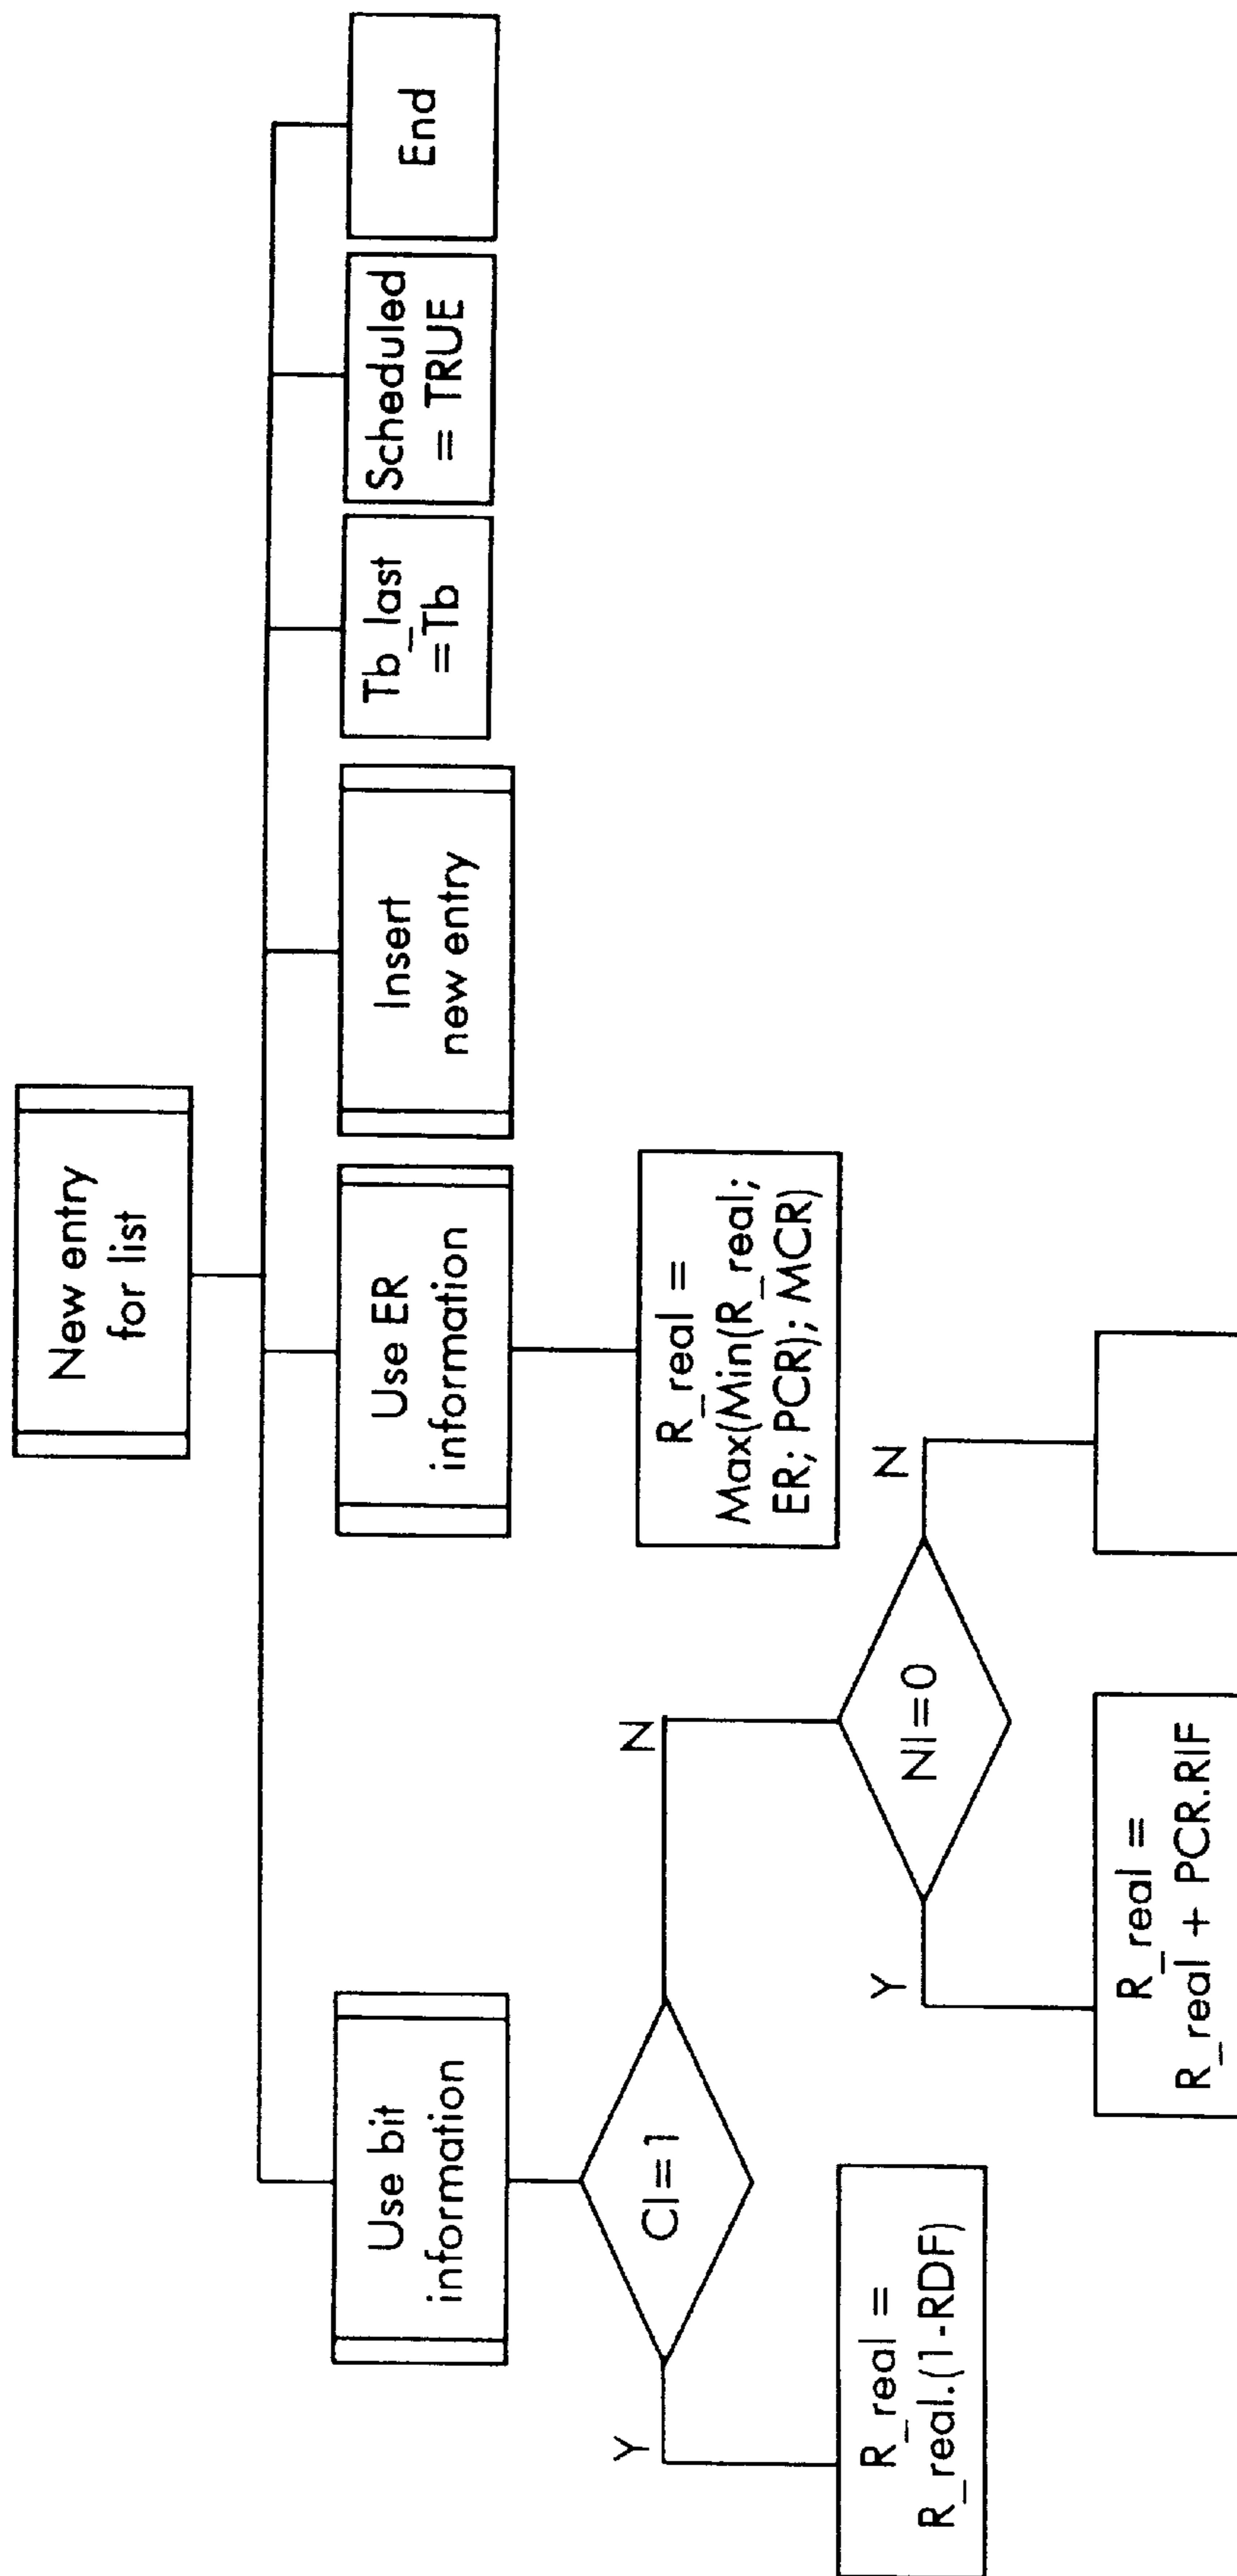 New entry
for list
Use bit
information
Use ER
information
Insert
new entry
Tb_last
=Tb
Scheduled
= TRUE
End
CI=1
Y
N
R_real =
R_real.(1-RDF)
NI=0
Y
N
R_real =
R_real + PCR.RIF
R_real =
Max(Min(R_real;
ER; PCR); MCR)